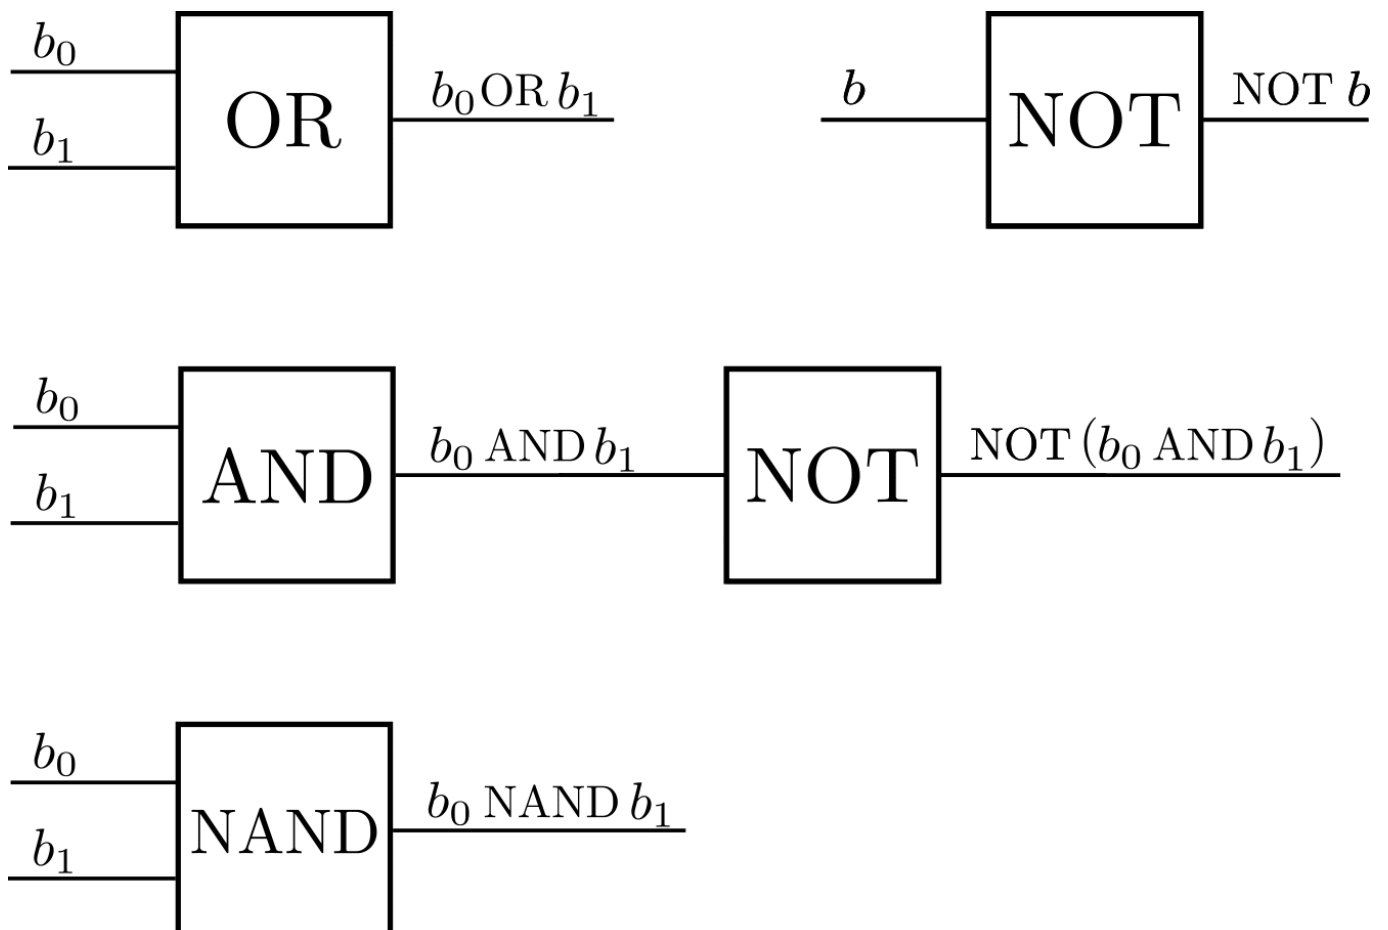 b₀
b₁
OR
b₀ OR b₁
b
NOT
NOT b
b₀
b₁
AND
b₀ AND b₁
NOT
NOT (b₀ AND b₁)
b₀
b₁
NAND
b₀ NAND b₁